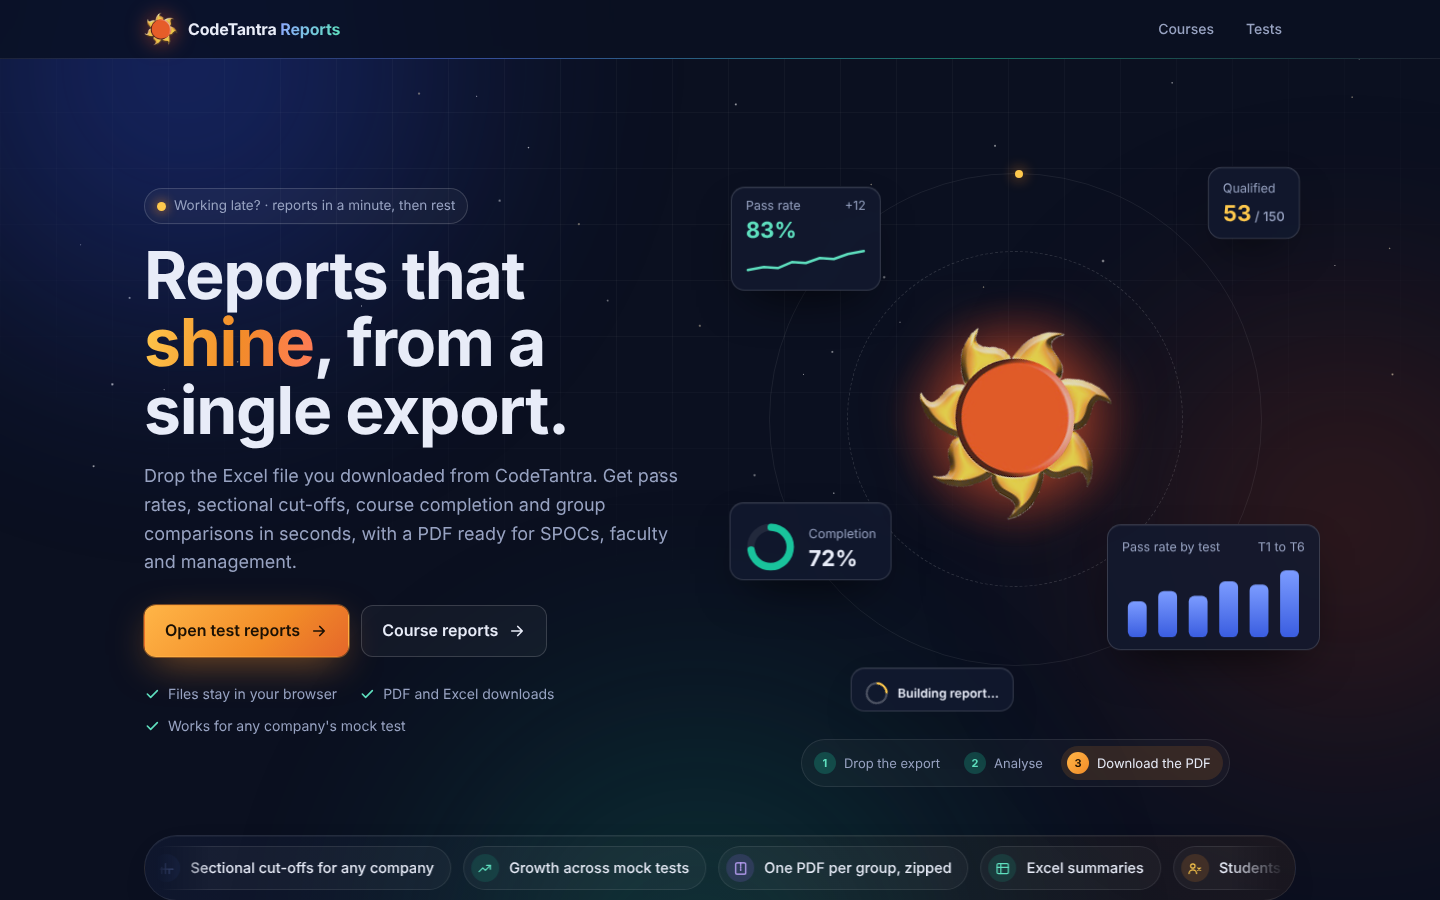 CodeTantra Reports
Courses
Tests
Working late? · reports in a minute, then rest
Reports that
shine, from a
single export.
Drop the Excel file you downloaded from CodeTantra. Get pass
rates, sectional cut-offs, course completion and group
comparisons in seconds, with a PDF ready for SPOCs, faculty
and management.
Open test reports →
Course reports →
Files stay in your browser
PDF and Excel downloads
Works for any company's mock test
Pass rate +12
83%
Qualified
53 / 150
Completion
72%
Pass rate by test T1 to T6
Building report...
1 Drop the export
2 Analyse
3 Download the PDF
Sectional cut-offs for any company
Growth across mock tests
One PDF per group, zipped
Excel summaries
Students